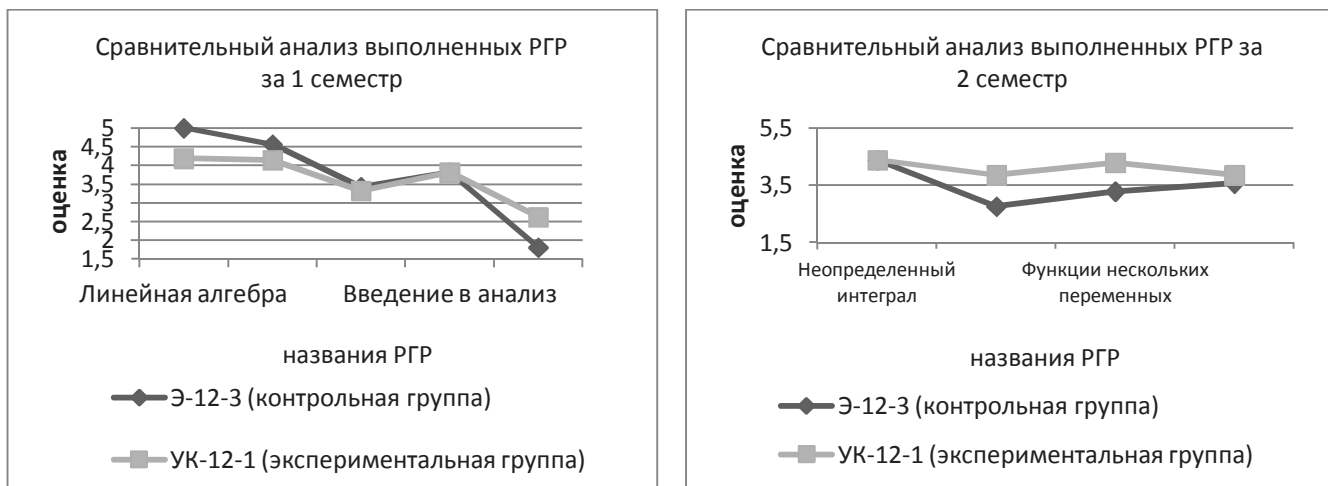 Сравнительный анализ выполненных РГР
за 1 семестр
5
4,5
4
3,5
3
2,5
2
1,5
оценка
Линейная алгебра
Введение в анализ
названия РГР
Э-12-3 (контрольная группа)
УК-12-1 (экспериментальная группа)
Сравнительный анализ выполненных РГР за
2 семестр
5,5
3,5
1,5
оценка
Неопределенный
интеграл
Функции нескольких
переменных
названия РГР
Э-12-3 (контрольная группа)
УК-12-1 (экспериментальная группа)